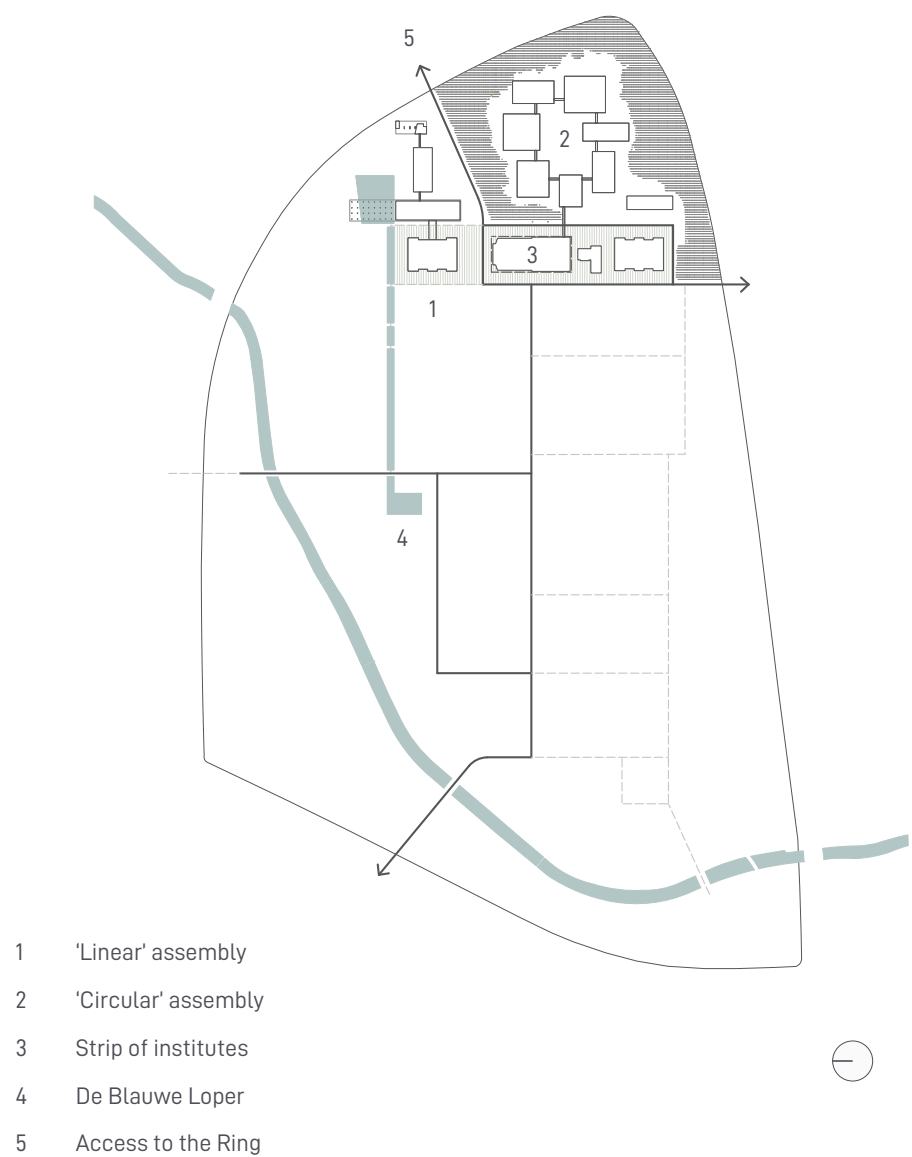 5
2
3
1
4
1 ‘Linear’ assembly
2 ‘Circular’ assembly
3 Strip of institutes
4 De Blauwe Loper
5 Access to the Ring